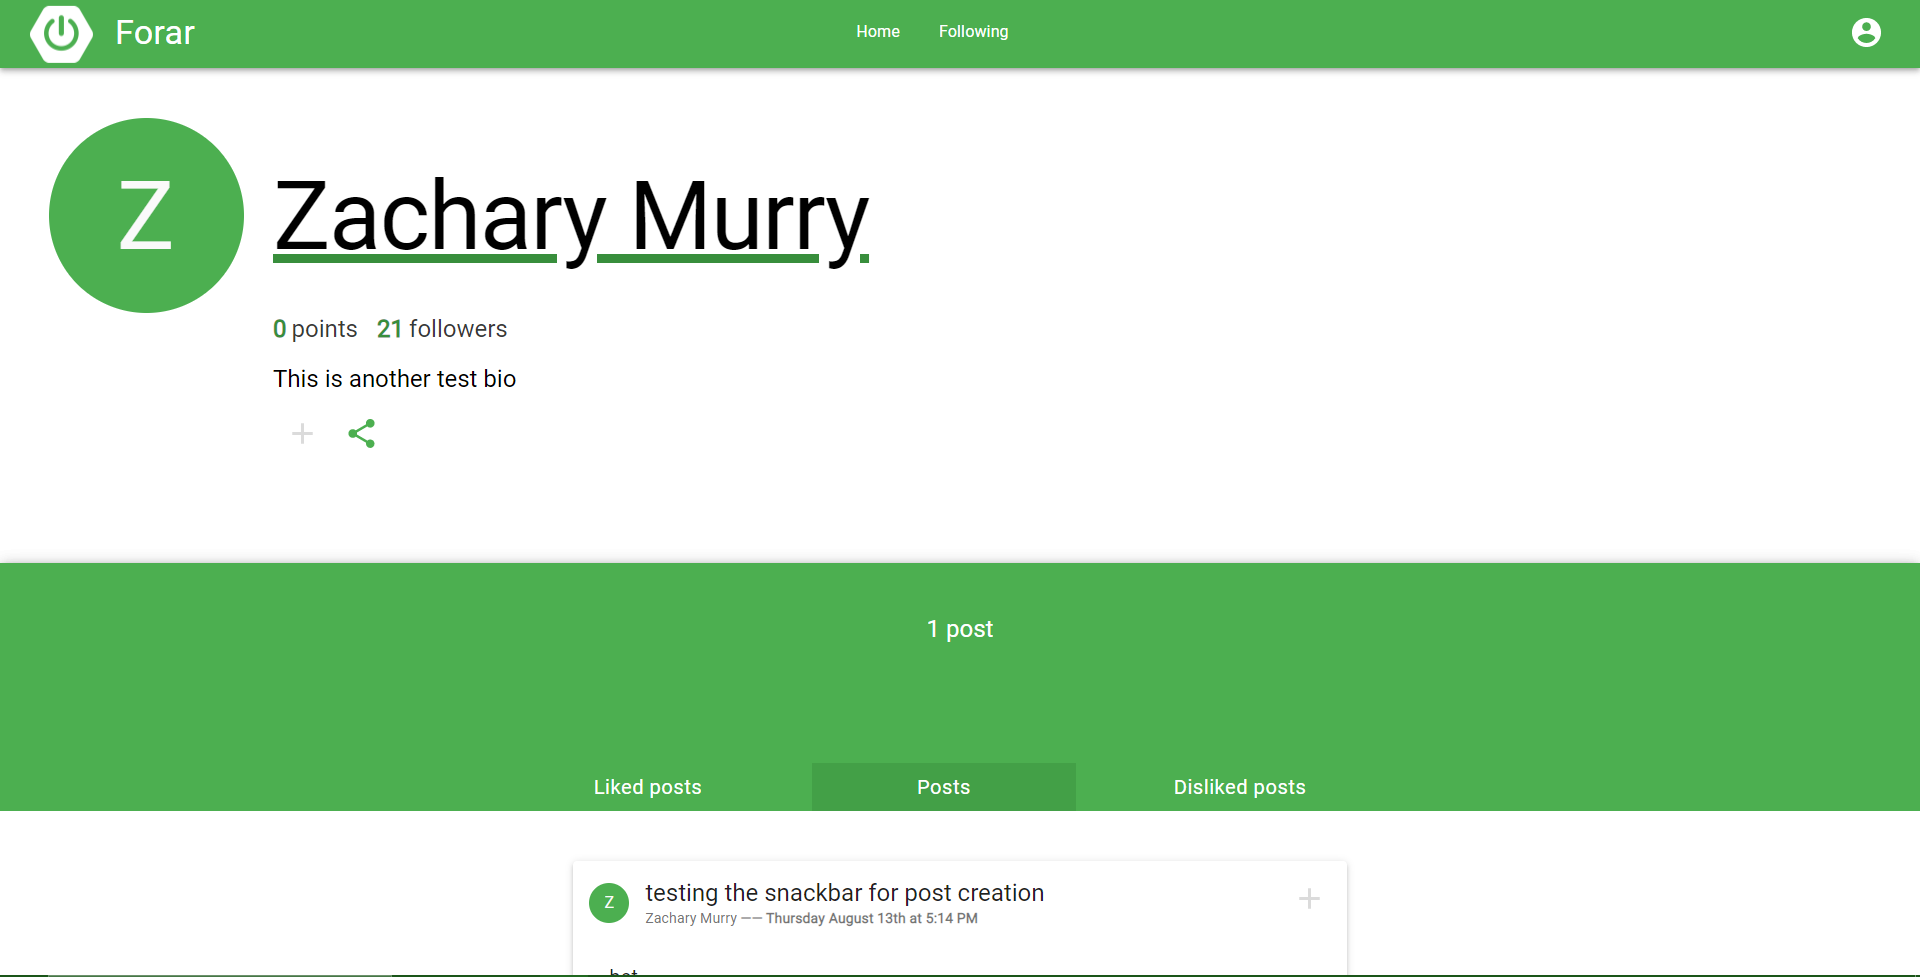 Forar
Home Following
Z
Zachary Murry
0 points 21 followers
This is another test bio
1 post
Liked posts Posts Disliked posts
Z
testing the snackbar for post creation
Zachary Murry —— Thursday August 13th at 5:14 PM